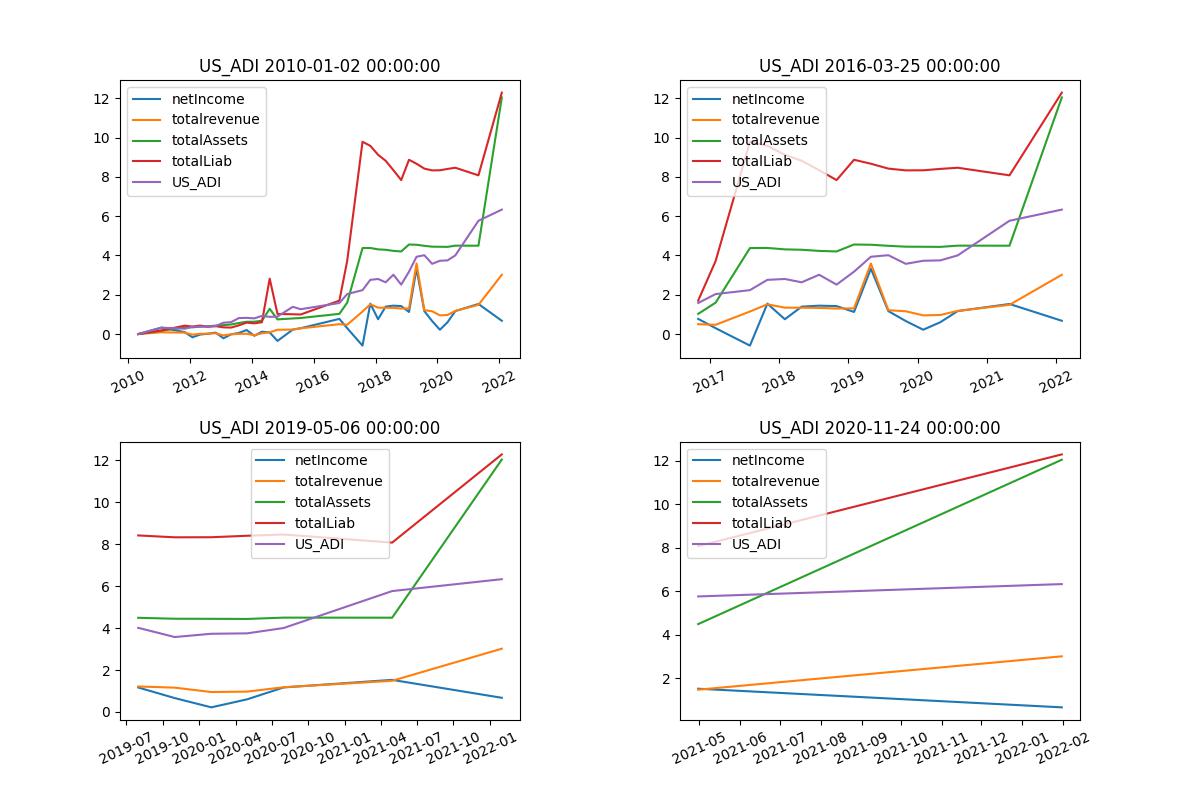 US_ADI 2010-01-02 00:00:00
12
10
8
6
4
2
0
netIncome
totalrevenue
totalAssets
totalLiab
US_ADI
2010 2012 2014 2016 2018 2020 2022
US_ADI 2016-03-25 00:00:00
12
10
8
6
4
2
0
netIncome
totalrevenue
totalAssets
totalLiab
US_ADI
2017 2018 2019 2020 2021 2022
US_ADI 2019-05-06 00:00:00
12
10
8
6
4
2
0
netIncome
totalrevenue
totalAssets
totalLiab
US_ADI
2019-07 2019-10 2020-01 2020-04 2020-07 2020-10 2021-01 2021-04 2021-07 2021-10 2022-01
US_ADI 2020-11-24 00:00:00
12
10
8
6
4
2
netIncome
totalrevenue
totalAssets
totalLiab
US_ADI
2021-05 2021-06 2021-07 2021-08 2021-09 2021-10 2021-11 2021-12 2022-01 2022-02